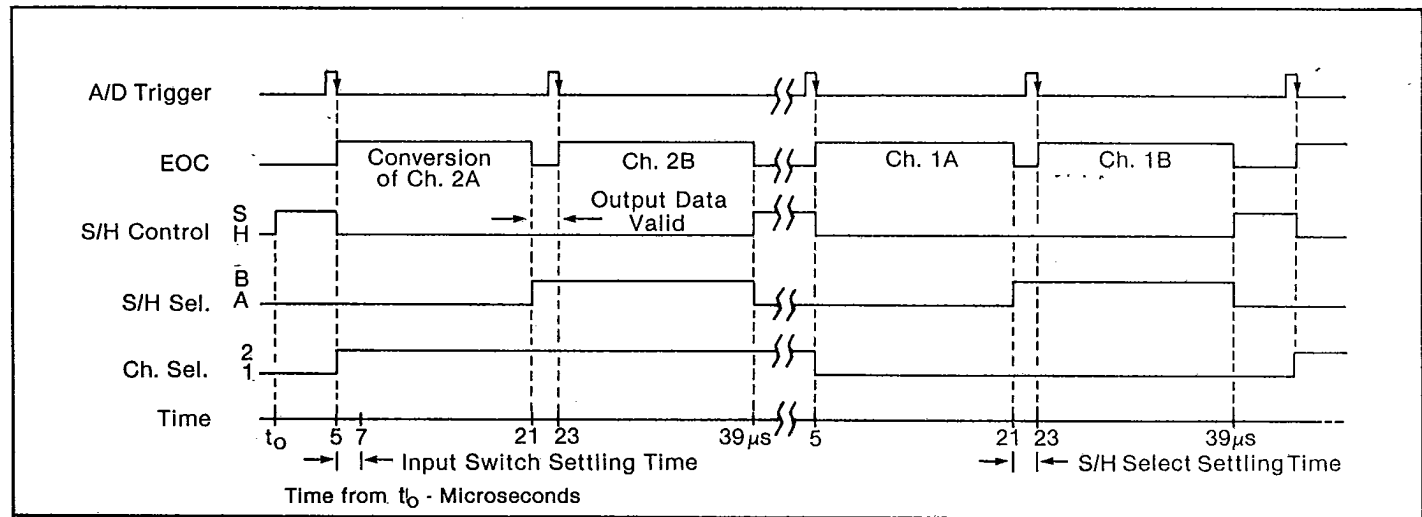 A/D Trigger
EOC
Conversion
of Ch. 2A
Ch. 2B
Ch. 1A
Ch. 1B
Output Data
Valid
S/H Control
S
H
S/H Sel.
B
A
Ch. Sel.
2
1
Time
to 5 7 21 23 39µs 5 21 23 39µs
Input Switch Settling Time
S/H Select Settling Time
Time from to - Microseconds